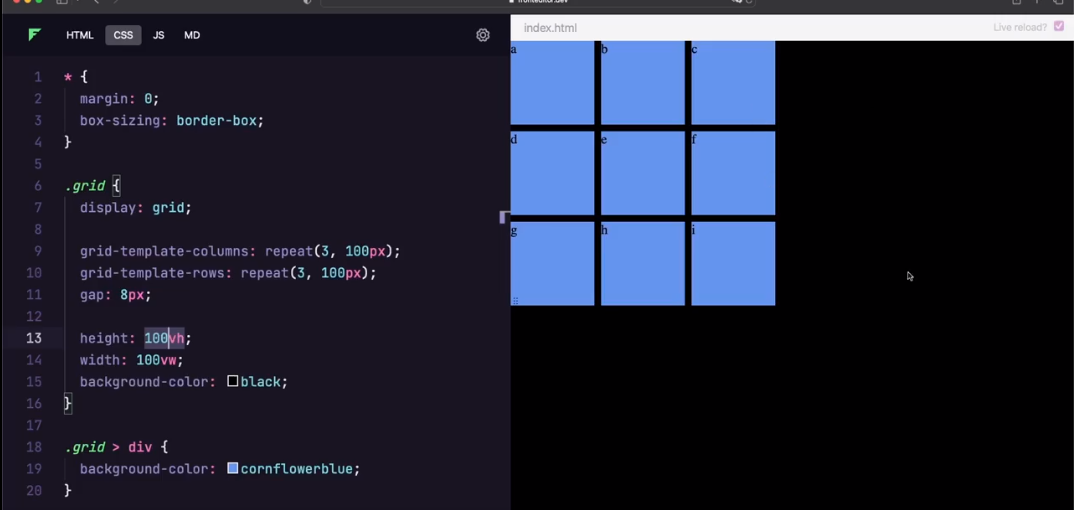 fronteditor.dev
HTML CSS JS MD
index.html
Live reload?
1 * {
2 margin: 0;
3 box-sizing: border-box;
4 }
5
6 .grid {
7 display: grid;
8
9 grid-template-columns: repeat(3, 100px);
10 grid-template-rows: repeat(3, 100px);
11 gap: 8px;
12
13 height: 100vh;
14 width: 100vw;
15 background-color: black;
16 }
17
18 .grid > div {
19 background-color: cornflowerblue;
20 }
a b c
d e f
g h i